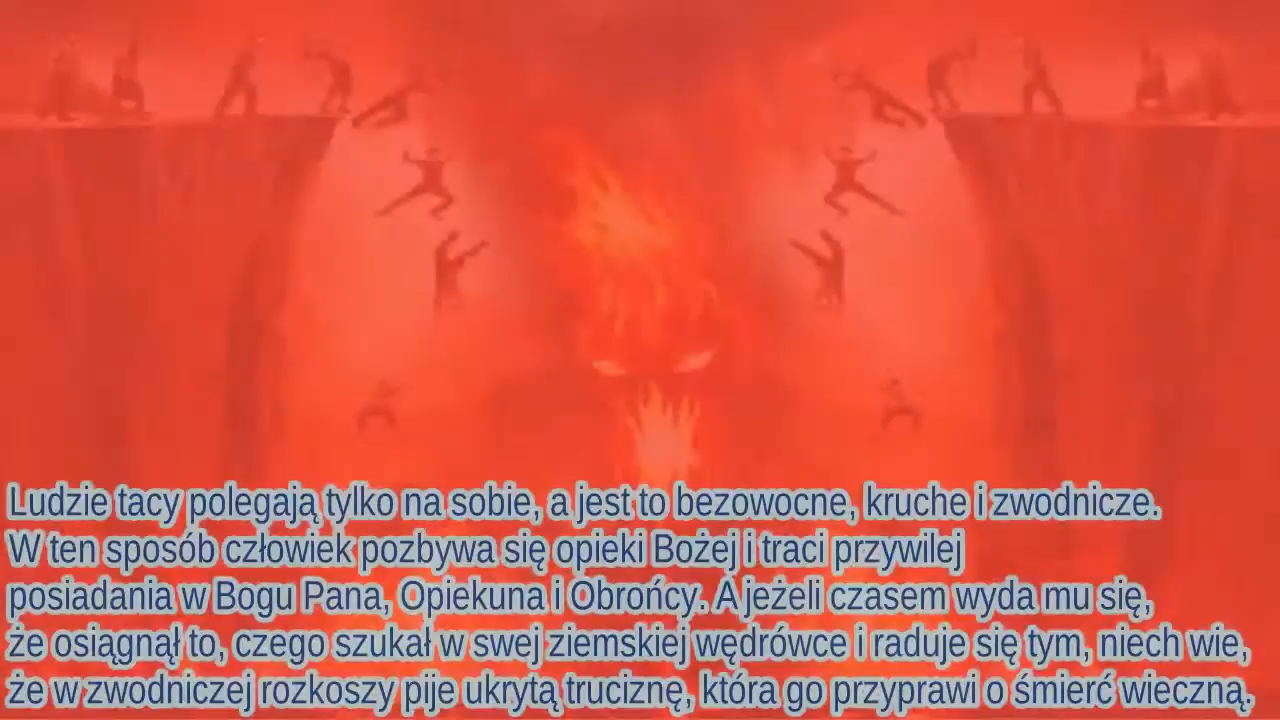 Ludzie tacy polegają tylko na sobie, a jest to bezowocne, kruche i zwodnicze.
W ten sposób człowiek pozbywa się opieki Bożej i traci przywilej
posiadania w Bogu Pana, Opiekuna i Obrońcy. A jeżeli czasem wyda mu się,
że osiągnął to, czego szukał w swej ziemskiej wędrówce i raduje się tym, niech wie,
że w zwodniczej rozkoszy pije ukrytą truciznę, która go przyprawi o śmierć wieczną.